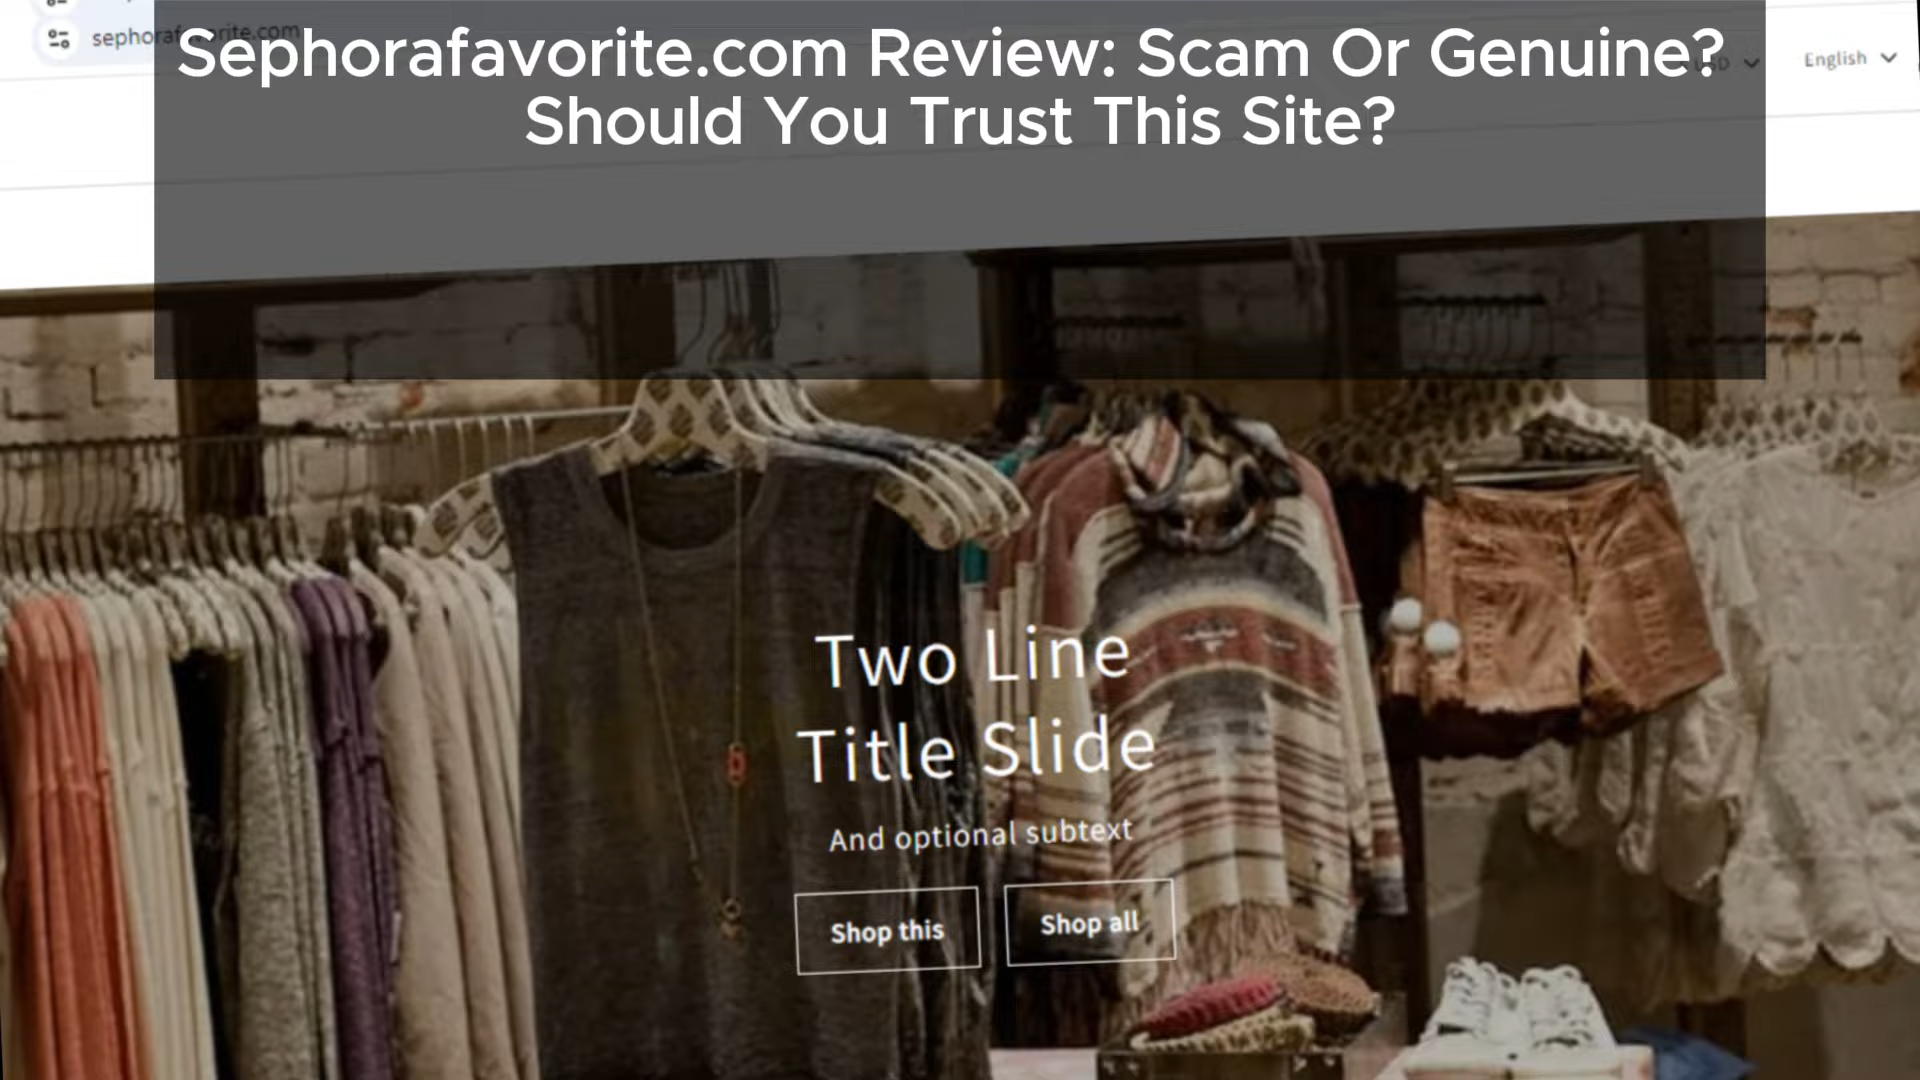 sephorafavorite.com
Sephorafavorite.com Review: Scam Or Genuine?
Should You Trust This Site?
USD
English
Two Line
Title Slide
And optional subtext
Shop this
Shop all